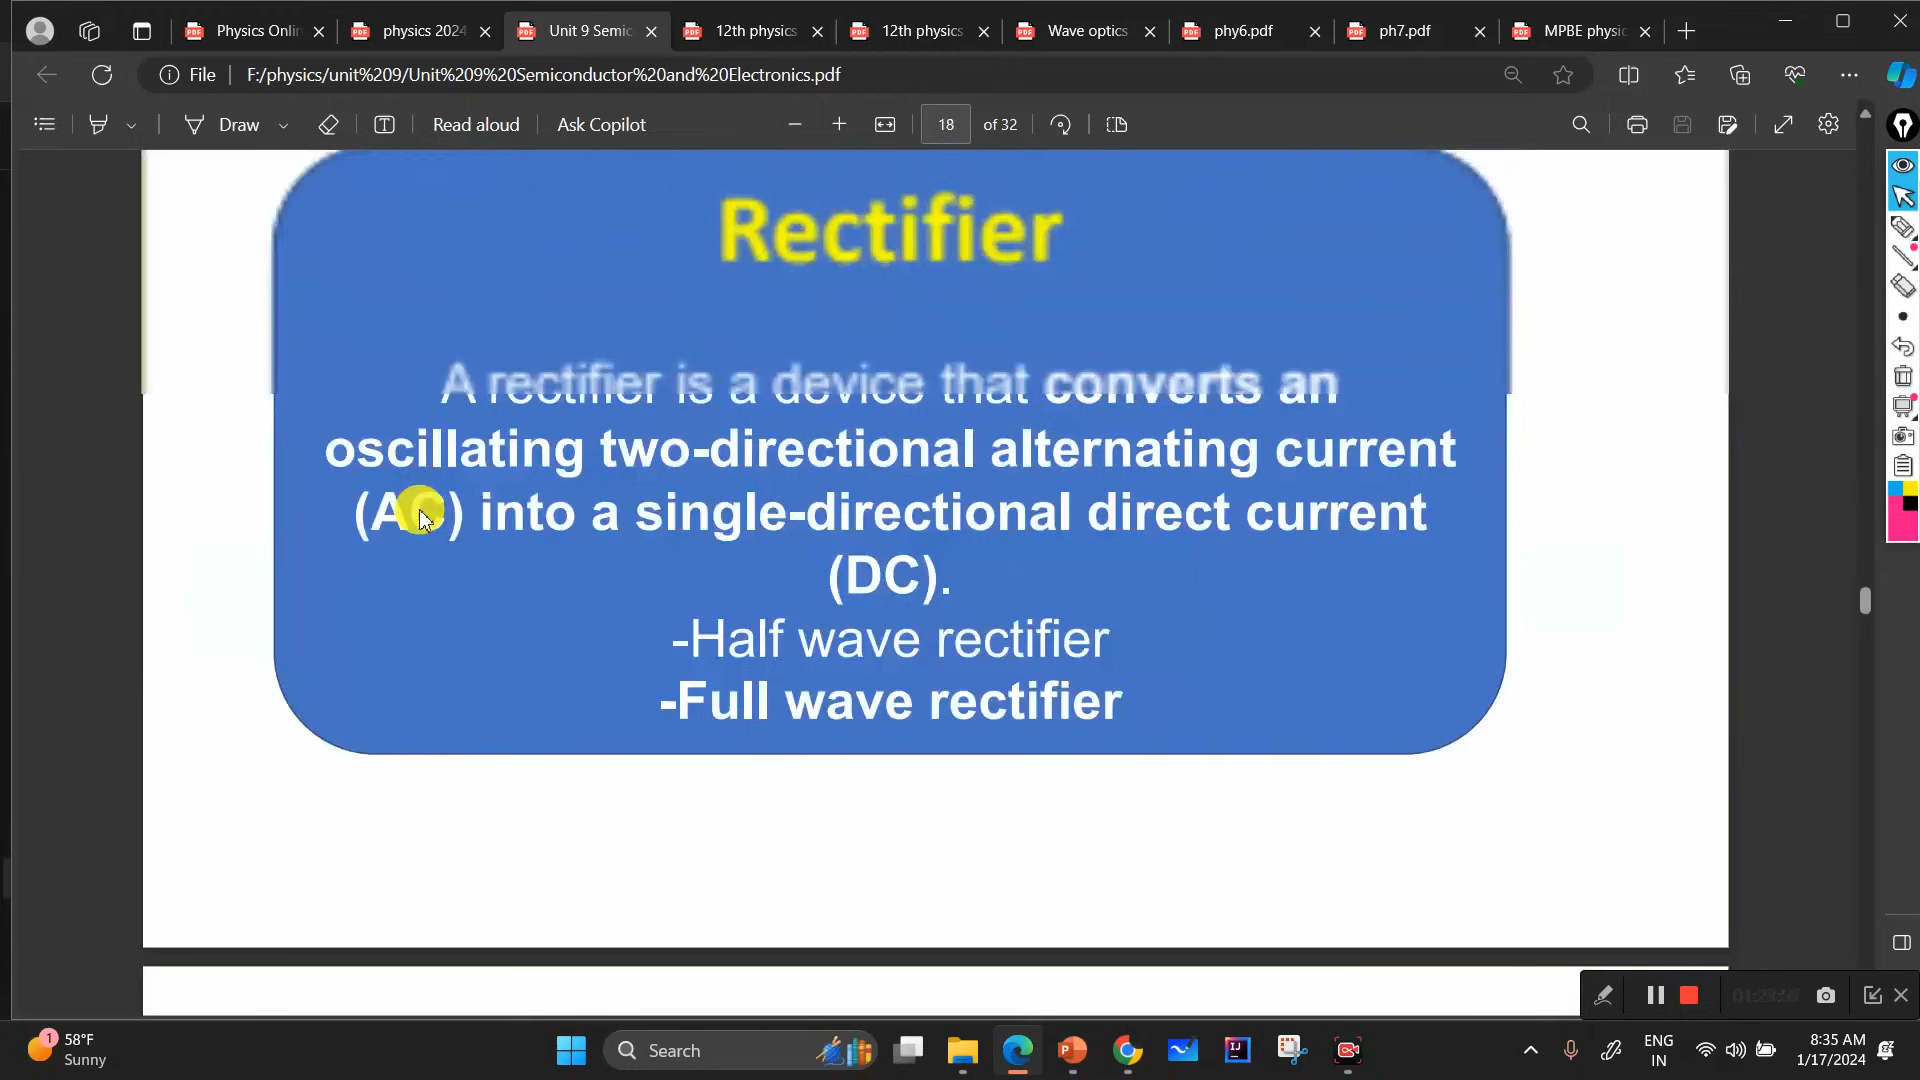 Physics Onlin
physics 2024
Unit 9 Semic
12th physics
12th physics
Wave optics
phy6.pdf
ph7.pdf
MPBE physic
File
F:/physics/unit%209/Unit%209%20Semiconductor%20and%20Electronics.pdf
Draw
Read aloud
Ask Copilot
18
of 32
Rectifier
A rectifier is a device that converts an
oscillating two-directional alternating current
(AC) into a single-directional direct current
(DC).
-Half wave rectifier
-Full wave rectifier
1
58°F
Sunny
Search
ENG
IN
8:35 AM
1/17/2024